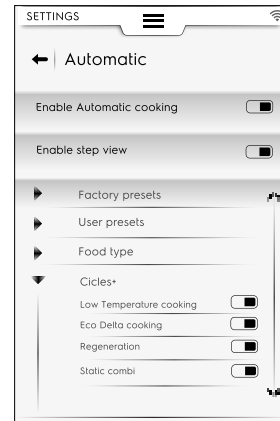 SETTINGS
Automatic
Enable Automatic cooking
Enable step view
Factory presets
User presets
Food type
Cicles+
Low Temperature cooking
Eco Delta cooking
Regeneration
Static combi